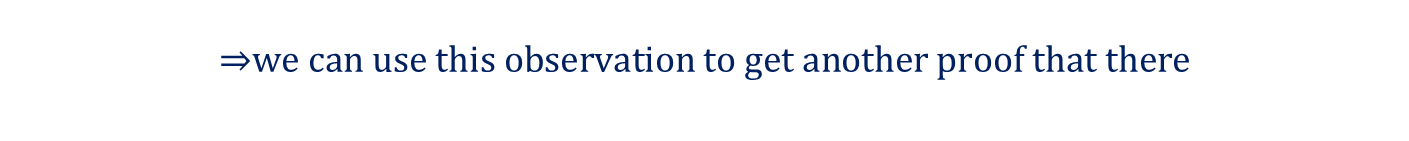 ⇒we can use this observation to get another proof that there